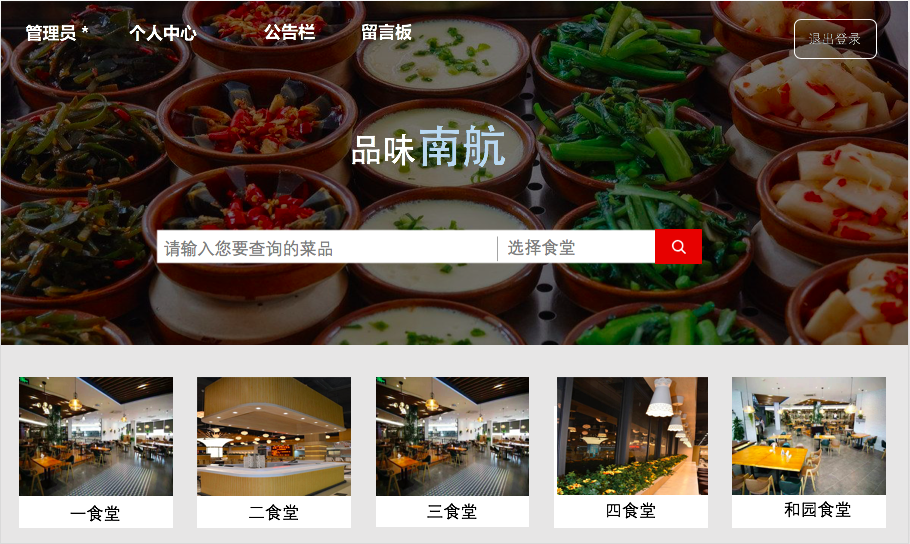 管理员 * 个人中心 公告栏 留言板 退出登录
品味南航
请输入您要查询的菜品 选择食堂
一食堂 二食堂 三食堂 四食堂 和园食堂